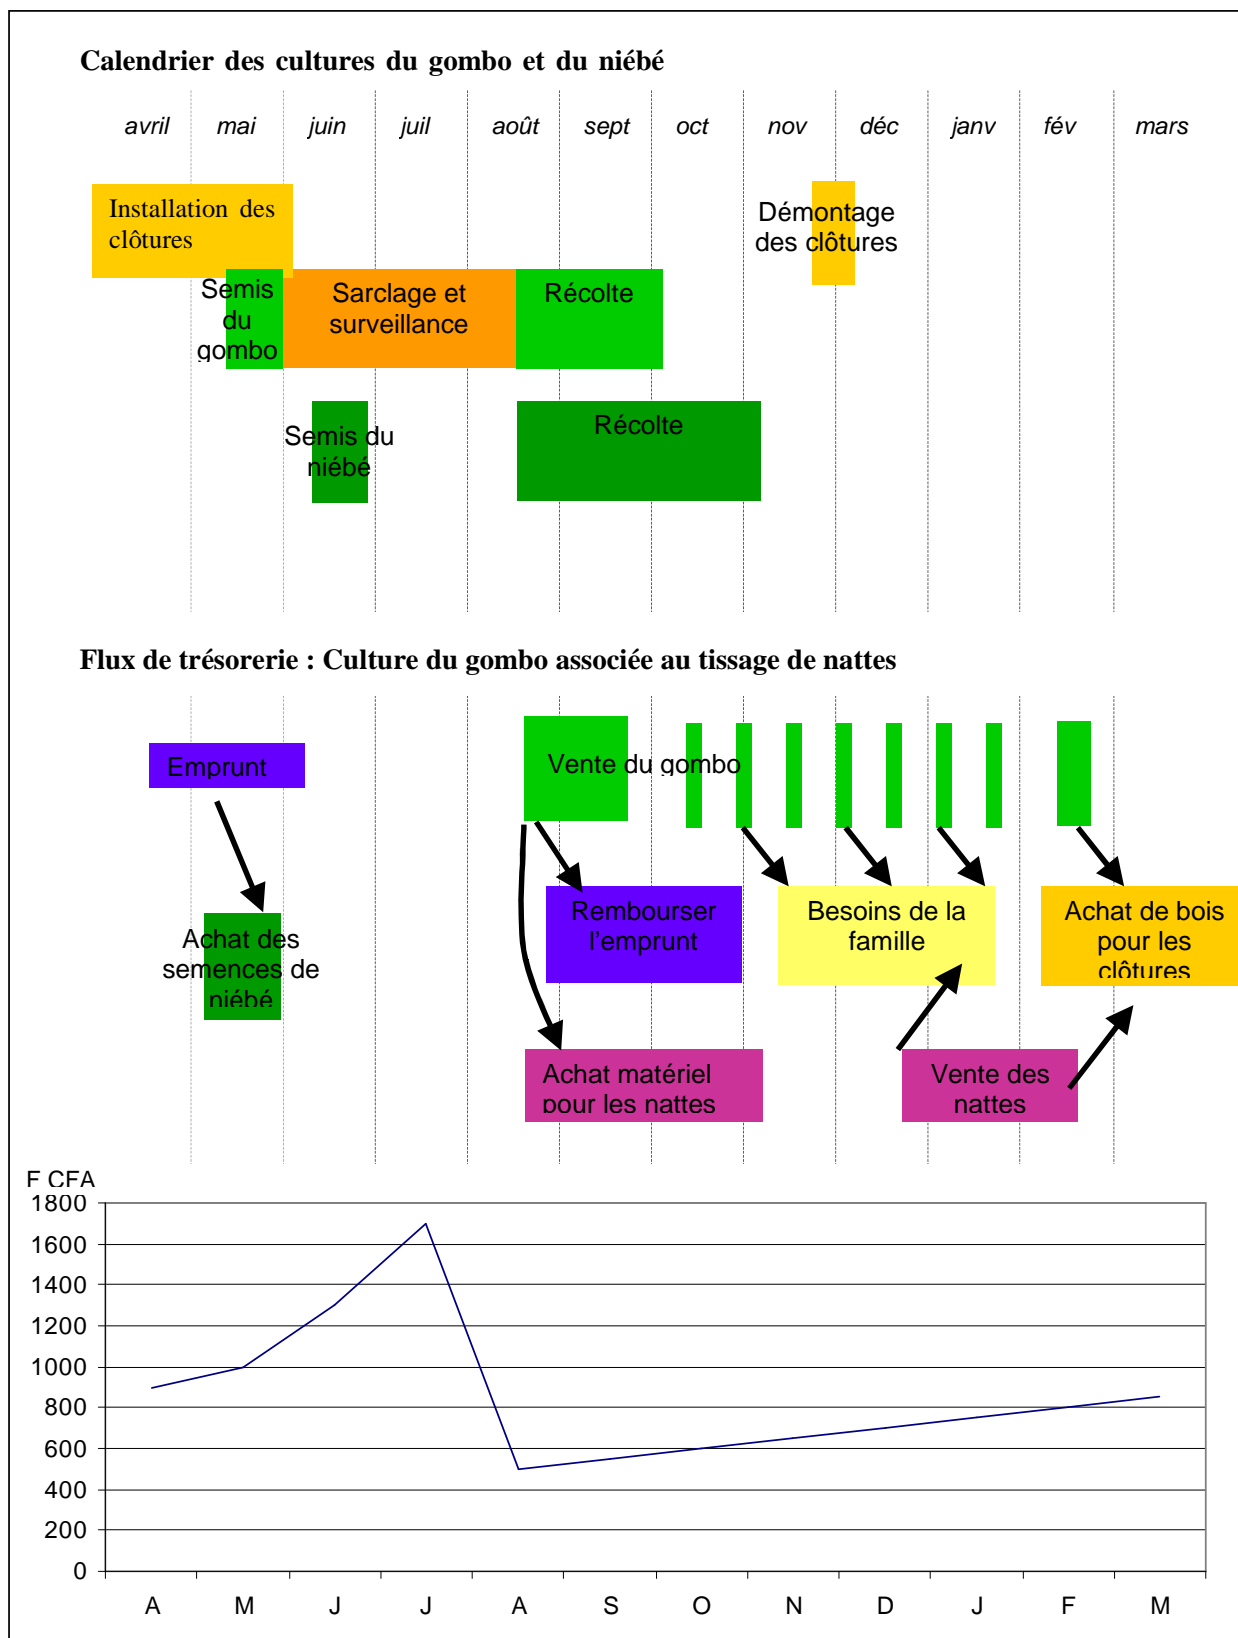 Calendrier des cultures du gombo et du niébé
avril mai juin juil août sept oct nov déc janv fév mars
Installation des
clôtures
Démontage
des clôtures
Semis
du
gombo
Sarclage et
surveillance
Récolte
Semis du
niébé
Récolte
Flux de trésorerie : Culture du gombo associée au tissage de nattes
Emprunt
Vente du gombo
Achat des
semences de
niébé
Rembourser
l'emprunt
Besoins de la
famille
Achat de bois
pour les
clôtures
Achat matériel
pour les nattes
Vente des
nattes
F CFA
1800
1600
1400
1200
1000
800
600
400
200
0
A M J J A S O N D J F M